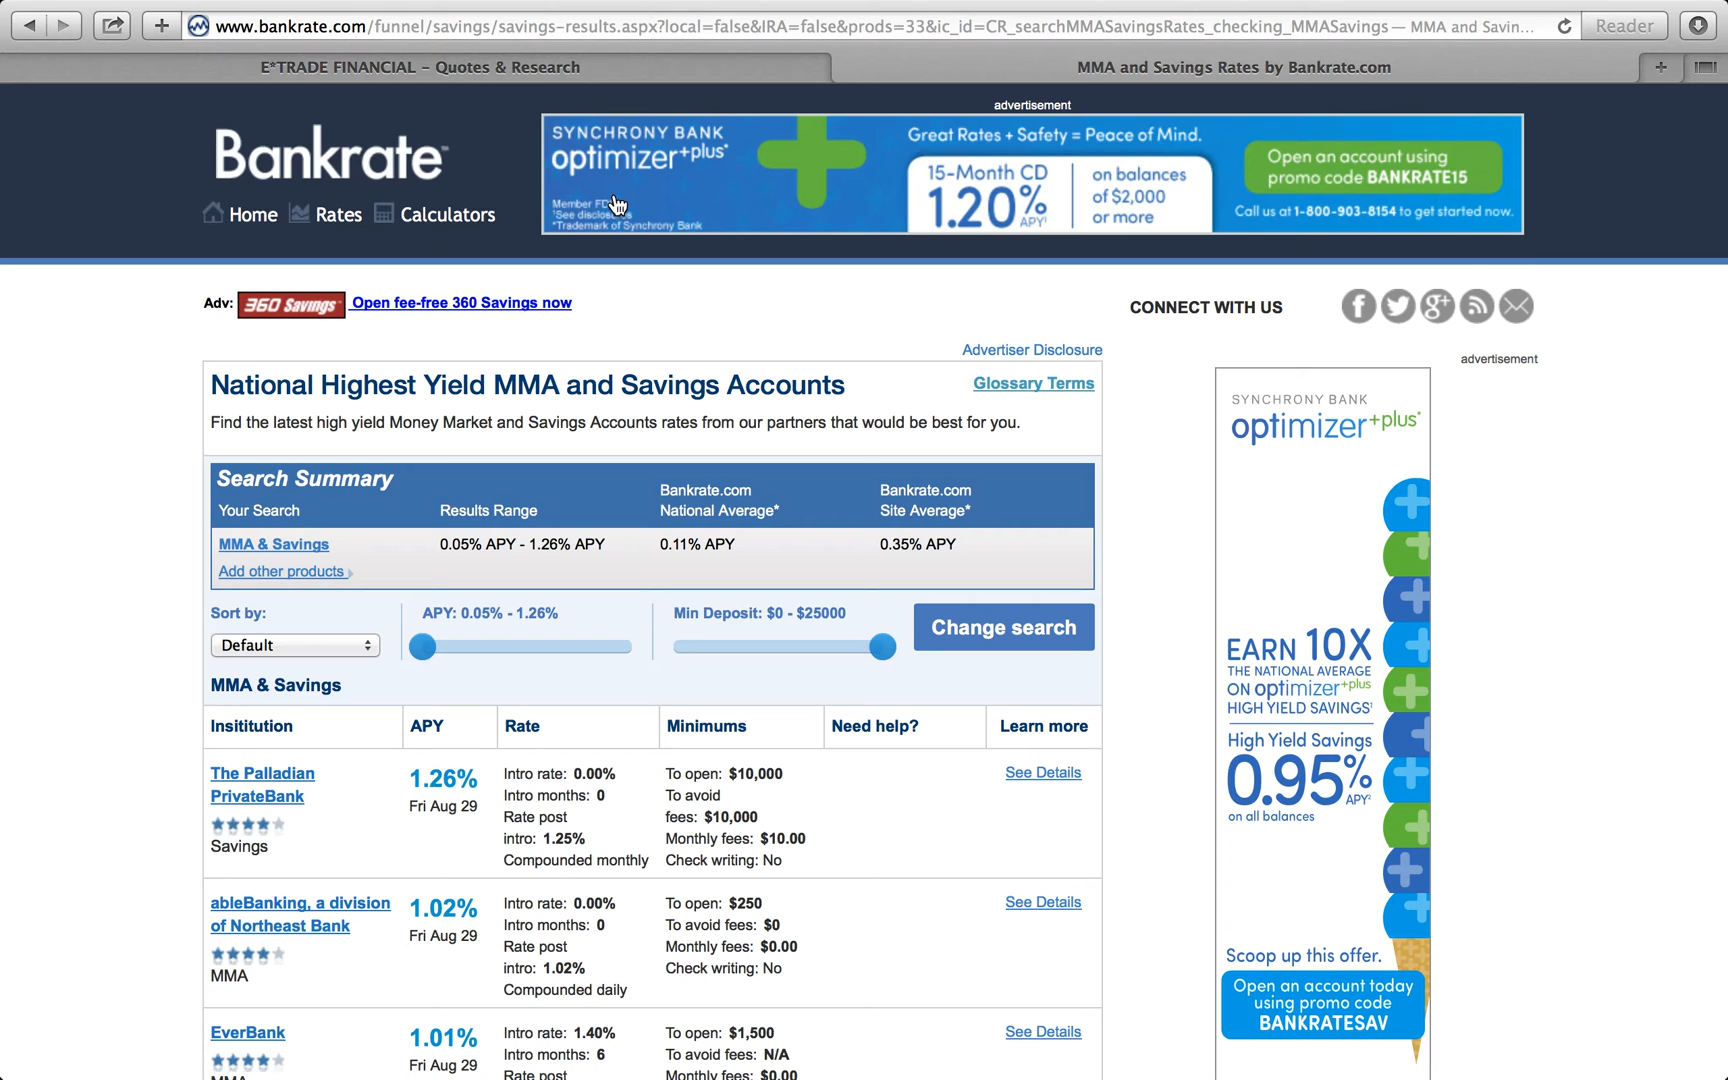 www.bankrate.com/funnel/savings/savings-results.aspx?local=false&IRA=false&prods=33&ic_id=CR_searchMMASavingsRates_checking_MMASavings — MMA and Savin...
Reader
E*TRADE FINANCIAL – Quotes & Research
MMA and Savings Rates by Bankrate.com
advertisement
Bankrate™
Home
Rates
Calculators
SYNCHRONY BANK
optimizer+plus*
Member
¹See
*Trademark of Synchrony Bank
Great Rates + Safety = Peace of Mind.
15-Month CD
1.20%
APY¹
on balances
of $2,000
or more
Open an account using
promo code BANKRATE15
Call us at 1-800-903-8154 to get started now.
Adv:
360 Savings
Open fee-free 360 Savings now
CONNECT WITH US
Advertiser Disclosure
advertisement
National Highest Yield MMA and Savings Accounts
Glossary Terms
Find the latest high yield Money Market and Savings Accounts rates from our partners that would be best for you.
Search Summary
Your Search
Results Range
Bankrate.com
National Average*
Bankrate.com
Site Average*
MMA & Savings
0.05% APY - 1.26% APY
0.11% APY
0.35% APY
Add other products
Sort by:
Default
APY: 0.05% - 1.26%
Min Deposit: $0 - $25000
Change search
MMA & Savings
Insititution
APY
Rate
Minimums
Need help?
Learn more
The Palladian
PrivateBank
Savings
1.26%
Fri Aug 29
Intro rate: 0.00%
Intro months: 0
Rate post
intro: 1.25%
Compounded monthly
To open: $10,000
To avoid
fees: $10,000
Monthly fees: $10.00
Check writing: No
See Details
ableBanking, a division
of Northeast Bank
MMA
1.02%
Fri Aug 29
Intro rate: 0.00%
Intro months: 0
Rate post
intro: 1.02%
Compounded daily
To open: $250
To avoid fees: $0
Monthly fees: $0.00
Check writing: No
See Details
EverBank
MMA
1.01%
Fri Aug 29
Intro rate: 1.40%
Intro months: 6
Rate post
To open: $1,500
To avoid fees: N/A
Monthly fees: $0.00
See Details
SYNCHRONY BANK
optimizer+plus*
EARN 10X
THE NATIONAL AVERAGE
ON optimizer+plus
HIGH YIELD SAVINGS¹
High Yield Savings
0.95%
APY²
on all balances
Scoop up this offer.
Open an account today
using promo code
BANKRATESAV